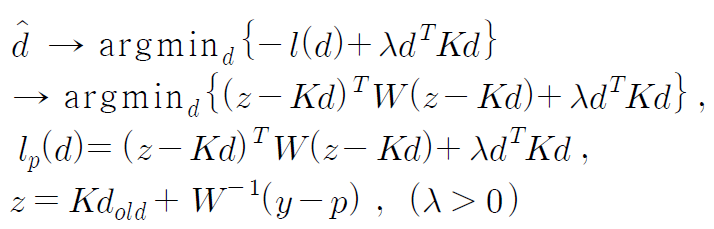 d̂ → argmin_d{−l(d)+λd^T Kd}
→ argmin_d{(z−Kd)^T W(z−Kd)+λd^T Kd} ,
l_p(d)=(z−Kd)^T W(z−Kd)+λd^T Kd ,
z = Kd_old + W^{−1}(y−p) , (λ>0)